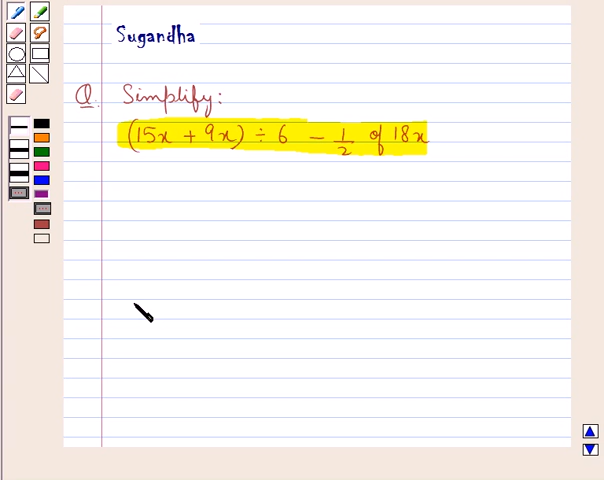 Sugandha
Q. Simplify:
(15x + 9x) ÷ 6 - 1/2 of 18x